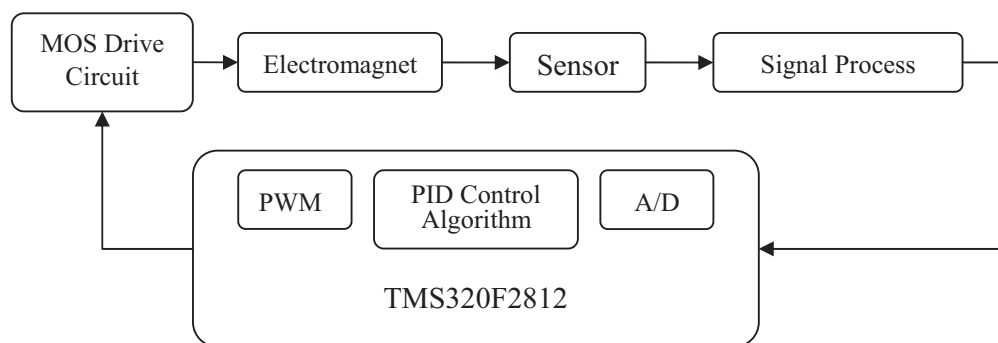 MOS Drive
Circuit
Electromagnet
Sensor
Signal Process
PWM
PID Control
Algorithm
A/D
TMS320F2812